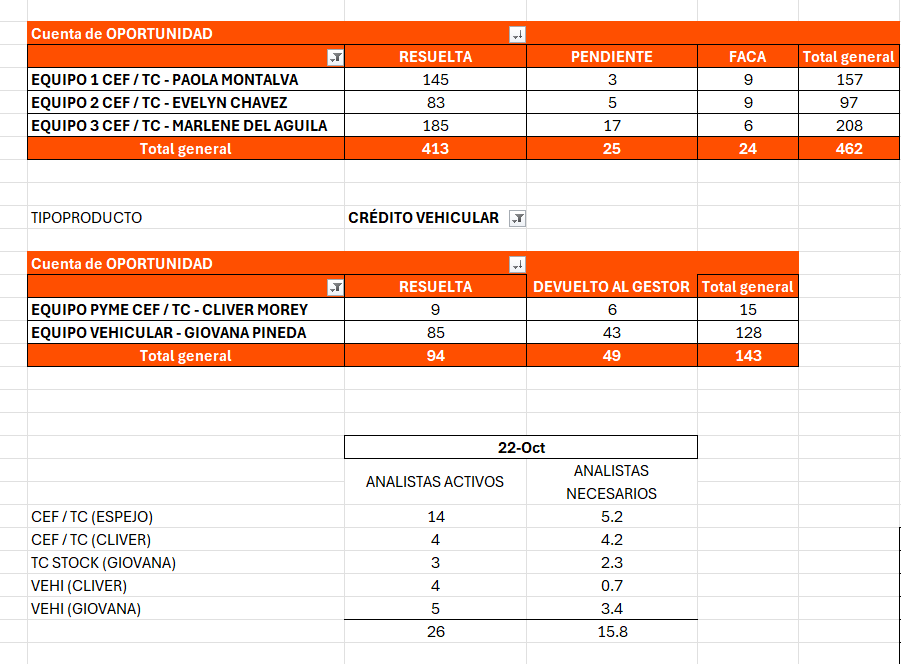 Cuenta de OPORTUNIDAD
RESUELTA PENDIENTE FACA Total general
EQUIPO 1 CEF / TC - PAOLA MONTALVA 145 3 9 157
EQUIPO 2 CEF / TC - EVELYN CHAVEZ 83 5 9 97
EQUIPO 3 CEF / TC - MARLENE DEL AGUILA 185 17 6 208
Total general 413 25 24 462
TIPOPRODUCTO CRÉDITO VEHICULAR
Cuenta de OPORTUNIDAD
RESUELTA DEVUELTO AL GESTOR Total general
EQUIPO PYME CEF / TC - CLIVER MOREY 9 6 15
EQUIPO VEHICULAR - GIOVANA PINEDA 85 43 128
Total general 94 49 143
22-Oct
ANALISTAS ACTIVOS ANALISTAS
NECESARIOS
CEF / TC (ESPEJO) 14 5.2
CEF / TC (CLIVER) 4 4.2
TC STOCK (GIOVANA) 3 2.3
VEHI (CLIVER) 4 0.7
VEHI (GIOVANA) 5 3.4
26 15.8